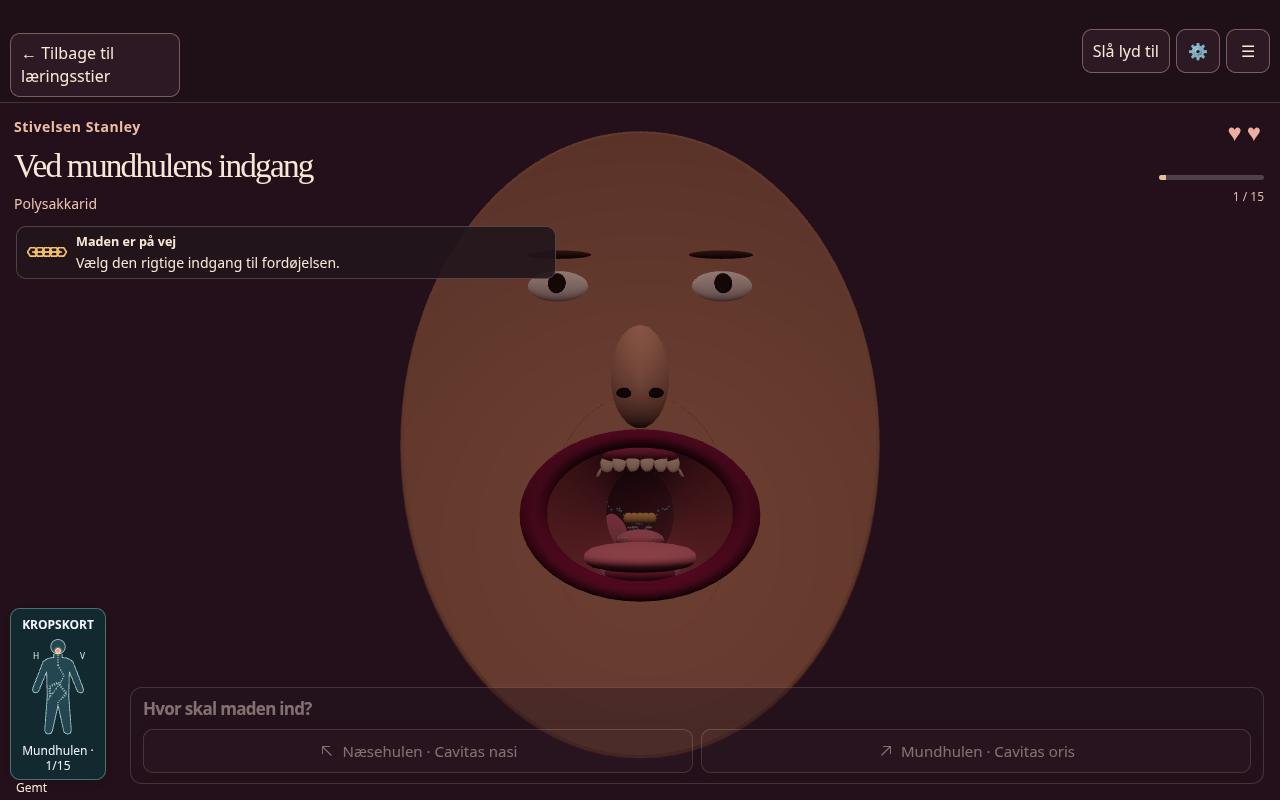 ← Tilbage til
læringsstier
Slå lyd til
Stivelsen Stanley
Ved mundhulens indgang
Polysakkarid
1 / 15
Maden er på vej
Vælg den rigtige indgang til fordøjelsen.
KROPSKORT
H V
Mundhulen ·
1/15
Gemt
Hvor skal maden ind?
↖ Næsehulen · Cavitas nasi
↗ Mundhulen · Cavitas oris